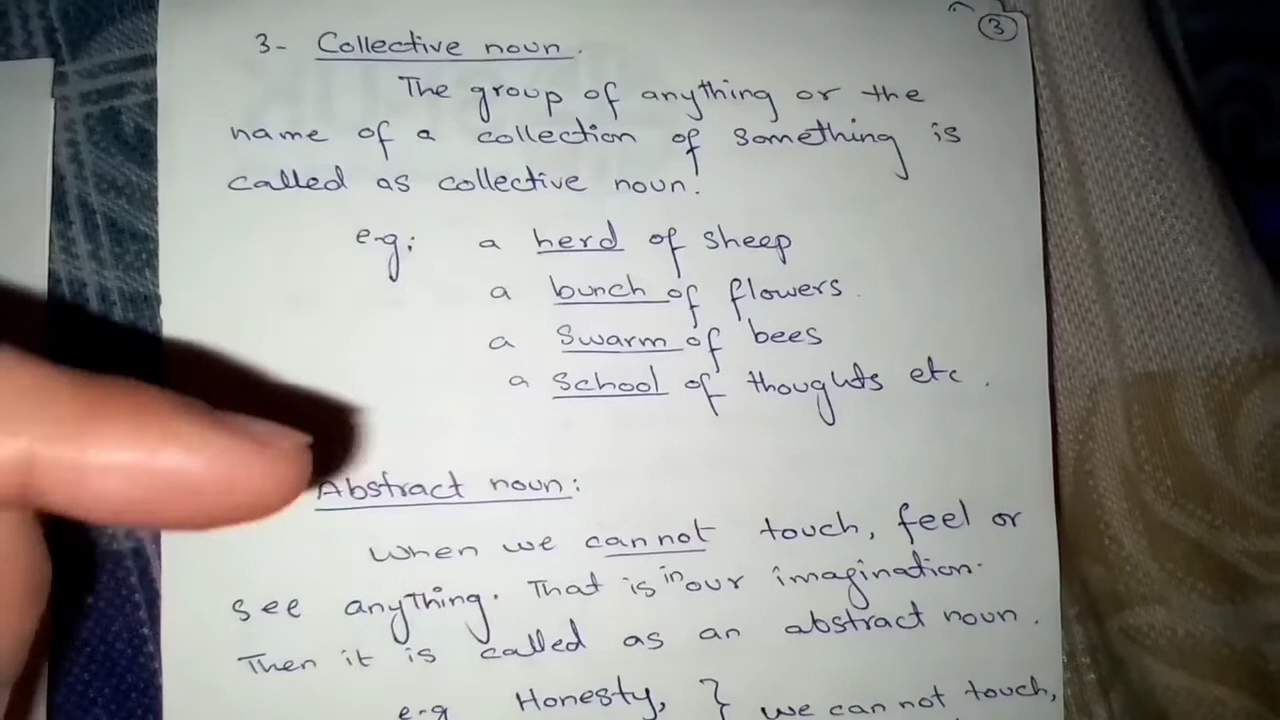 3
3- Collective noun.
The group of anything or the
name of a collection of something is
called as collective noun.
e.g: a herd of sheep
a bunch of flowers.
a swarm of bees
a school of thoughts etc.
Abstract noun:
When we cannot touch, feel or
see anything. That is in our imagination.
Then it is called as an abstract noun.
e.g Honesty, } we can not touch,